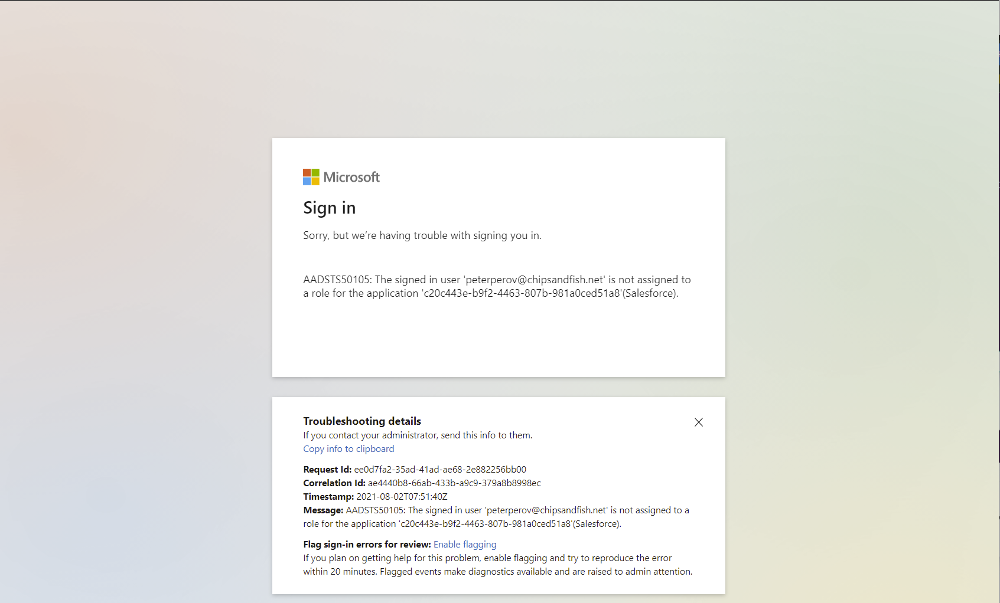 Microsoft
Sign in
Sorry, but we’re having trouble with signing you in.
AADSTS50105: The signed in user 'peterperov@chipsandfish.net' is not assigned to
a role for the application 'c20c443e-b9f2-4463-807b-981a0ced51a8'(Salesforce).
Troubleshooting details
If you contact your administrator, send this info to them.
Copy info to clipboard
Request Id: ee0d7fa2-35ad-41ad-ae68-2e882256bb00
Correlation Id: ae4440b8-66ab-433b-a9c9-379a8b8998ec
Timestamp: 2021-08-02T07:51:40Z
Message: AADSTS50105: The signed in user 'peterperov@chipsandfish.net' is not assigned to a
role for the application 'c20c443e-b9f2-4463-807b-981a0ced51a8'(Salesforce).
Flag sign-in errors for review: Enable flagging
If you plan on getting help for this problem, enable flagging and try to reproduce the error
within 20 minutes. Flagged events make diagnostics available and are raised to admin attention.